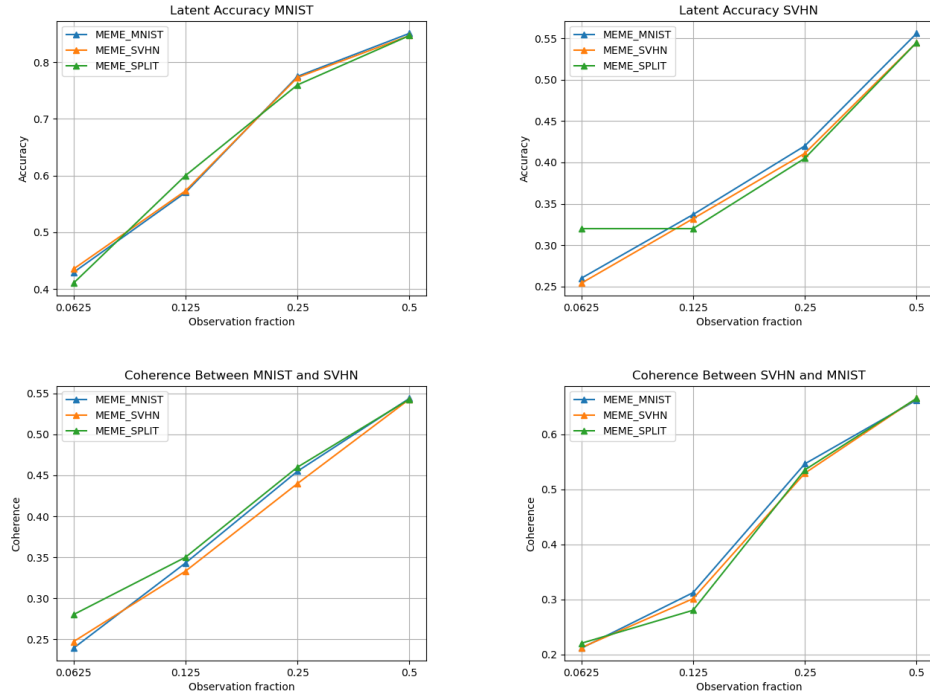 Latent Accuracy MNIST
MEME_MNIST
MEME_SVHN
MEME_SPLIT
0.8
0.7
0.6
0.5
0.4
Accuracy
0.0625 0.125 0.25 0.5
Observation fraction
Latent Accuracy SVHN
MEME_MNIST
MEME_SVHN
MEME_SPLIT
0.55
0.50
0.45
0.40
0.35
0.30
0.25
Accuracy
0.0625 0.125 0.25 0.5
Observation fraction
Coherence Between MNIST and SVHN
MEME_MNIST
MEME_SVHN
MEME_SPLIT
0.55
0.50
0.45
0.40
0.35
0.30
0.25
Coherence
0.0625 0.125 0.25 0.5
Observation fraction
Coherence Between SVHN and MNIST
MEME_MNIST
MEME_SVHN
MEME_SPLIT
0.6
0.5
0.4
0.3
0.2
Coherence
0.0625 0.125 0.25 0.5
Observation fraction